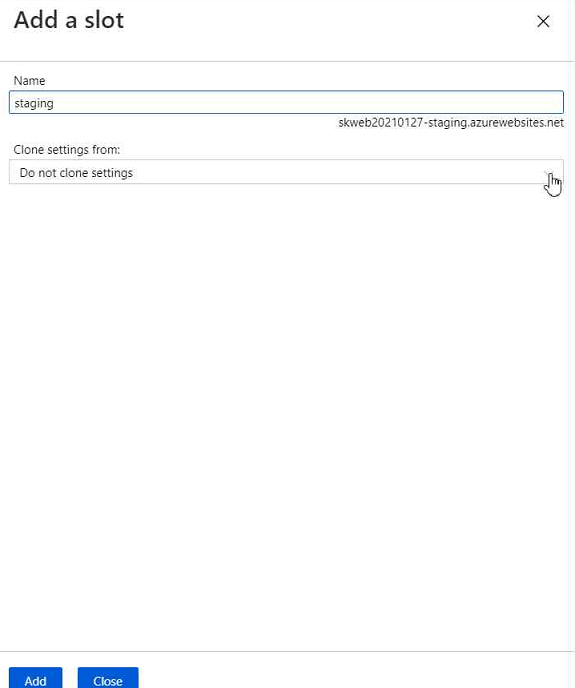 Add a slot
Name
staging
skweb20210127-staging.azurewebsites.net
Clone settings from:
Do not clone settings
Add
Close